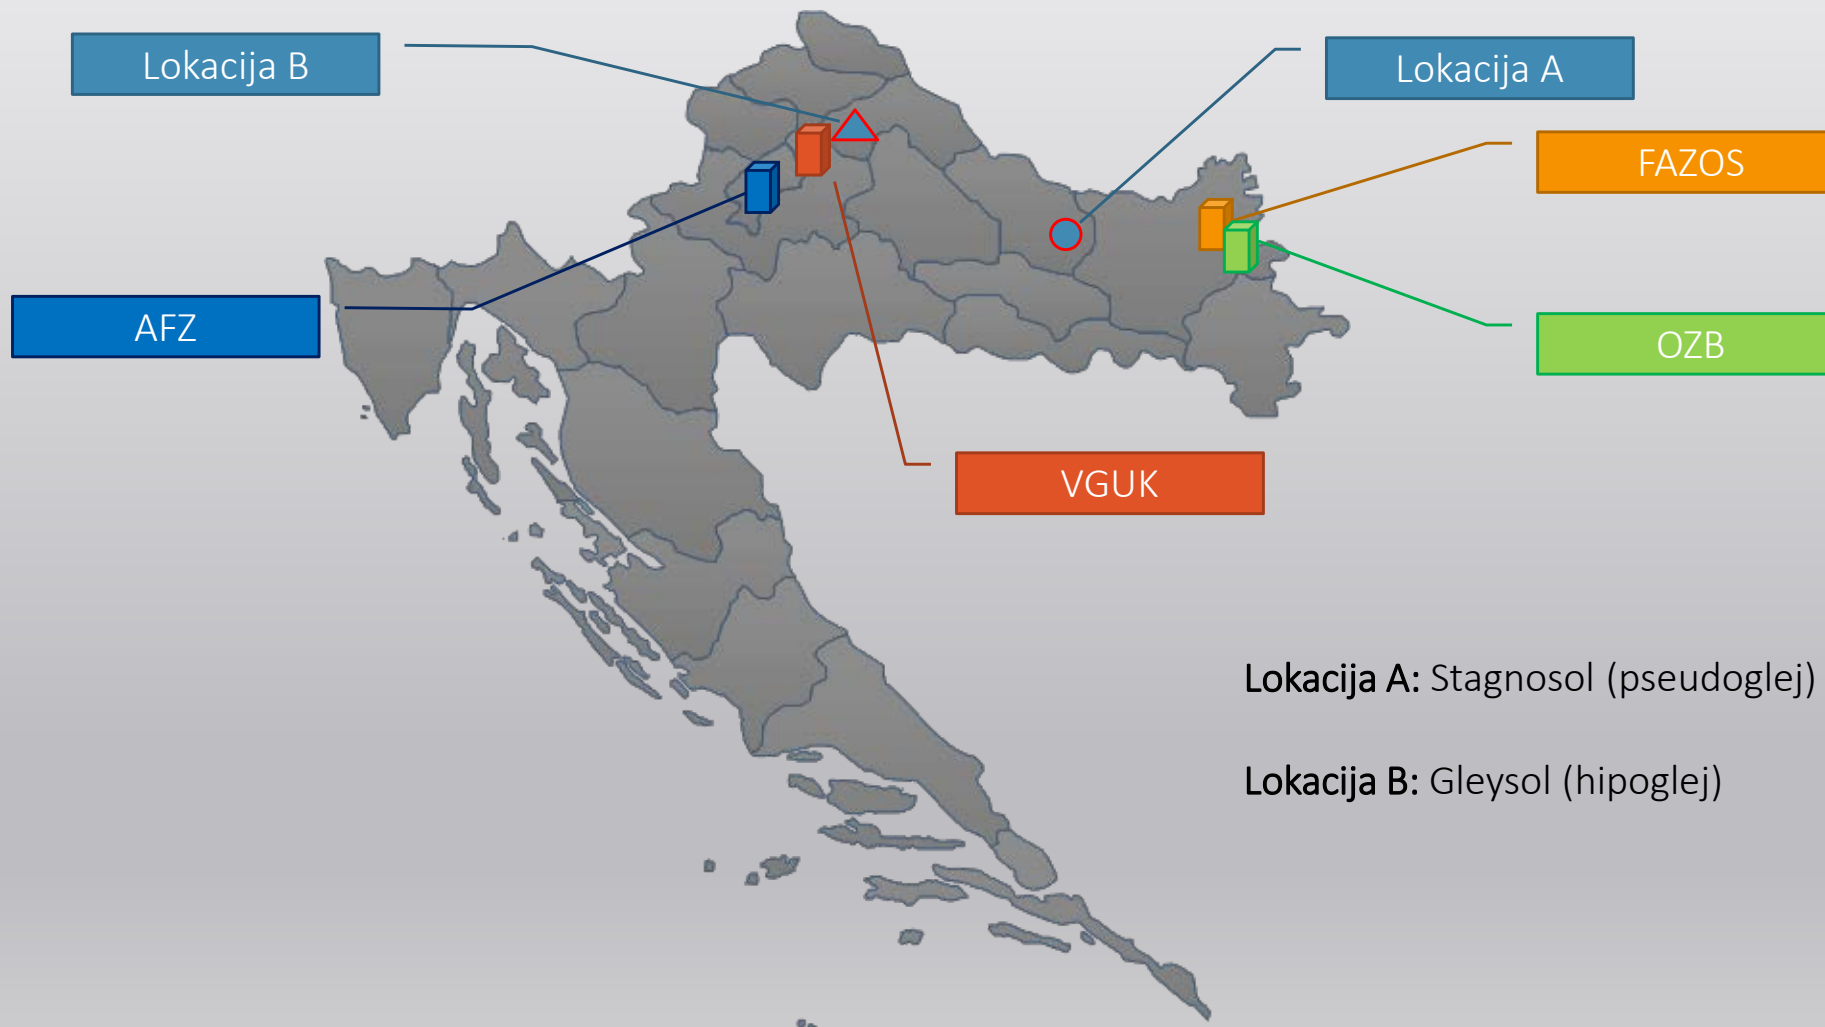 Lokacija B
Lokacija A
FAZOS
AFZ
OZB
VGUK
Lokacija A: Stagnosol (pseudoglej)
Lokacija B: Gleysol (hipoglej)